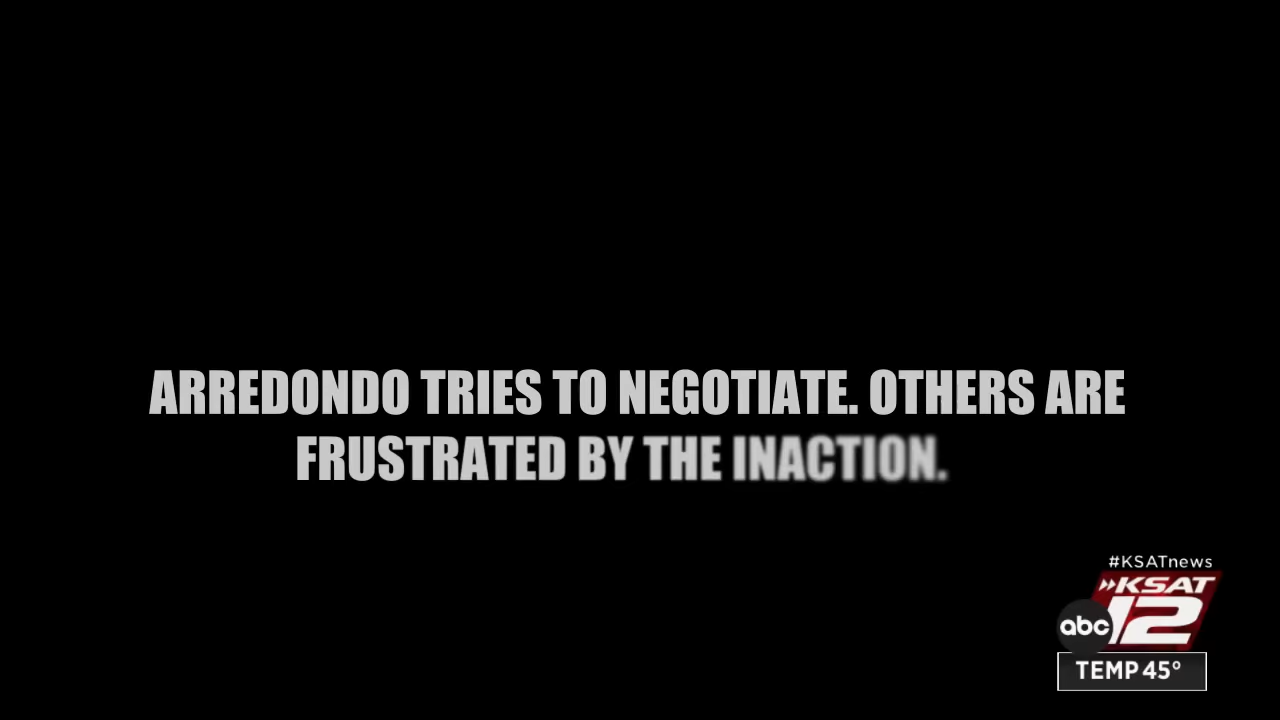 ARREDONDO TRIES TO NEGOTIATE. OTHERS ARE
FRUSTRATED BY THE INACTION.
#KSATnews
KSAT
abc 12
TEMP 45°